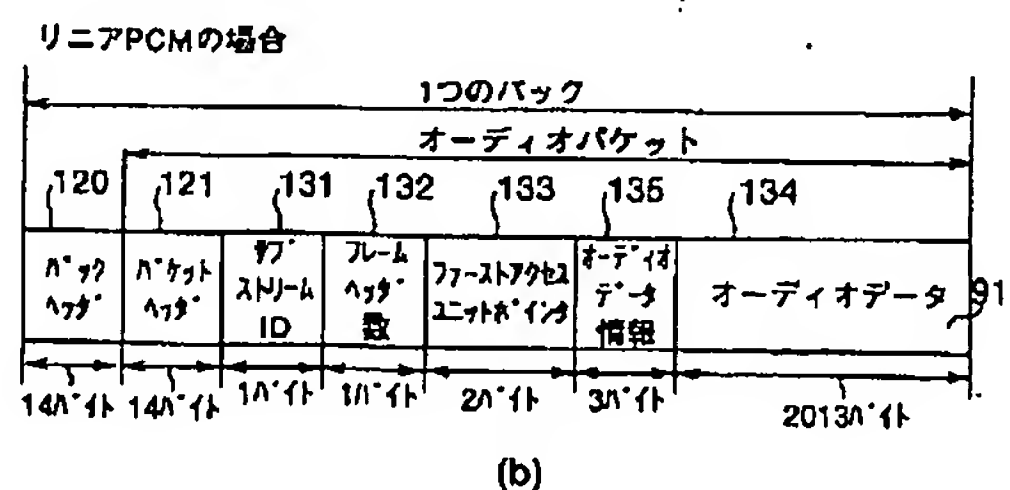 リニアPCMの場合
1つのパック
オーディオパケット
120
121
131
132
133
135
134
パック
ヘッダ
パケット
ヘッダ
サブ
ストリーム
ID
フレーム
ヘッダ
数
ファーストアクセス
ユニットポインタ
オーディオ
データ
情報
オーディオデータ
91
14バイト
14バイト
1バイト
1バイト
2バイト
3バイト
2013バイト
(b)